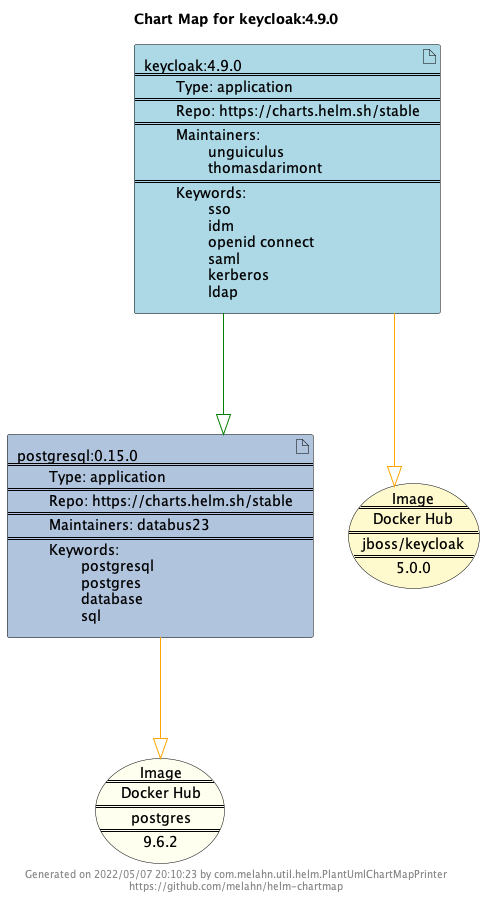 Chart Map for keycloak:4.9.0
keycloak:4.9.0
Type: application
Repo: https://charts.helm.sh/stable
Maintainers:
unguiculus
thomasdarimont
Keywords:
sso
idm
openid connect
saml
kerberos
ldap
postgresql:0.15.0
Type: application
Repo: https://charts.helm.sh/stable
Maintainers: databus23
Keywords:
postgresql
postgres
database
sql
Image
Docker Hub
jboss/keycloak
5.0.0
Image
Docker Hub
postgres
9.6.2
Generated on 2022/05/07 20:10:23 by com.melahn.util.helm.PlantUmlChartMapPrinter
https://github.com/melahn/helm-chartmap